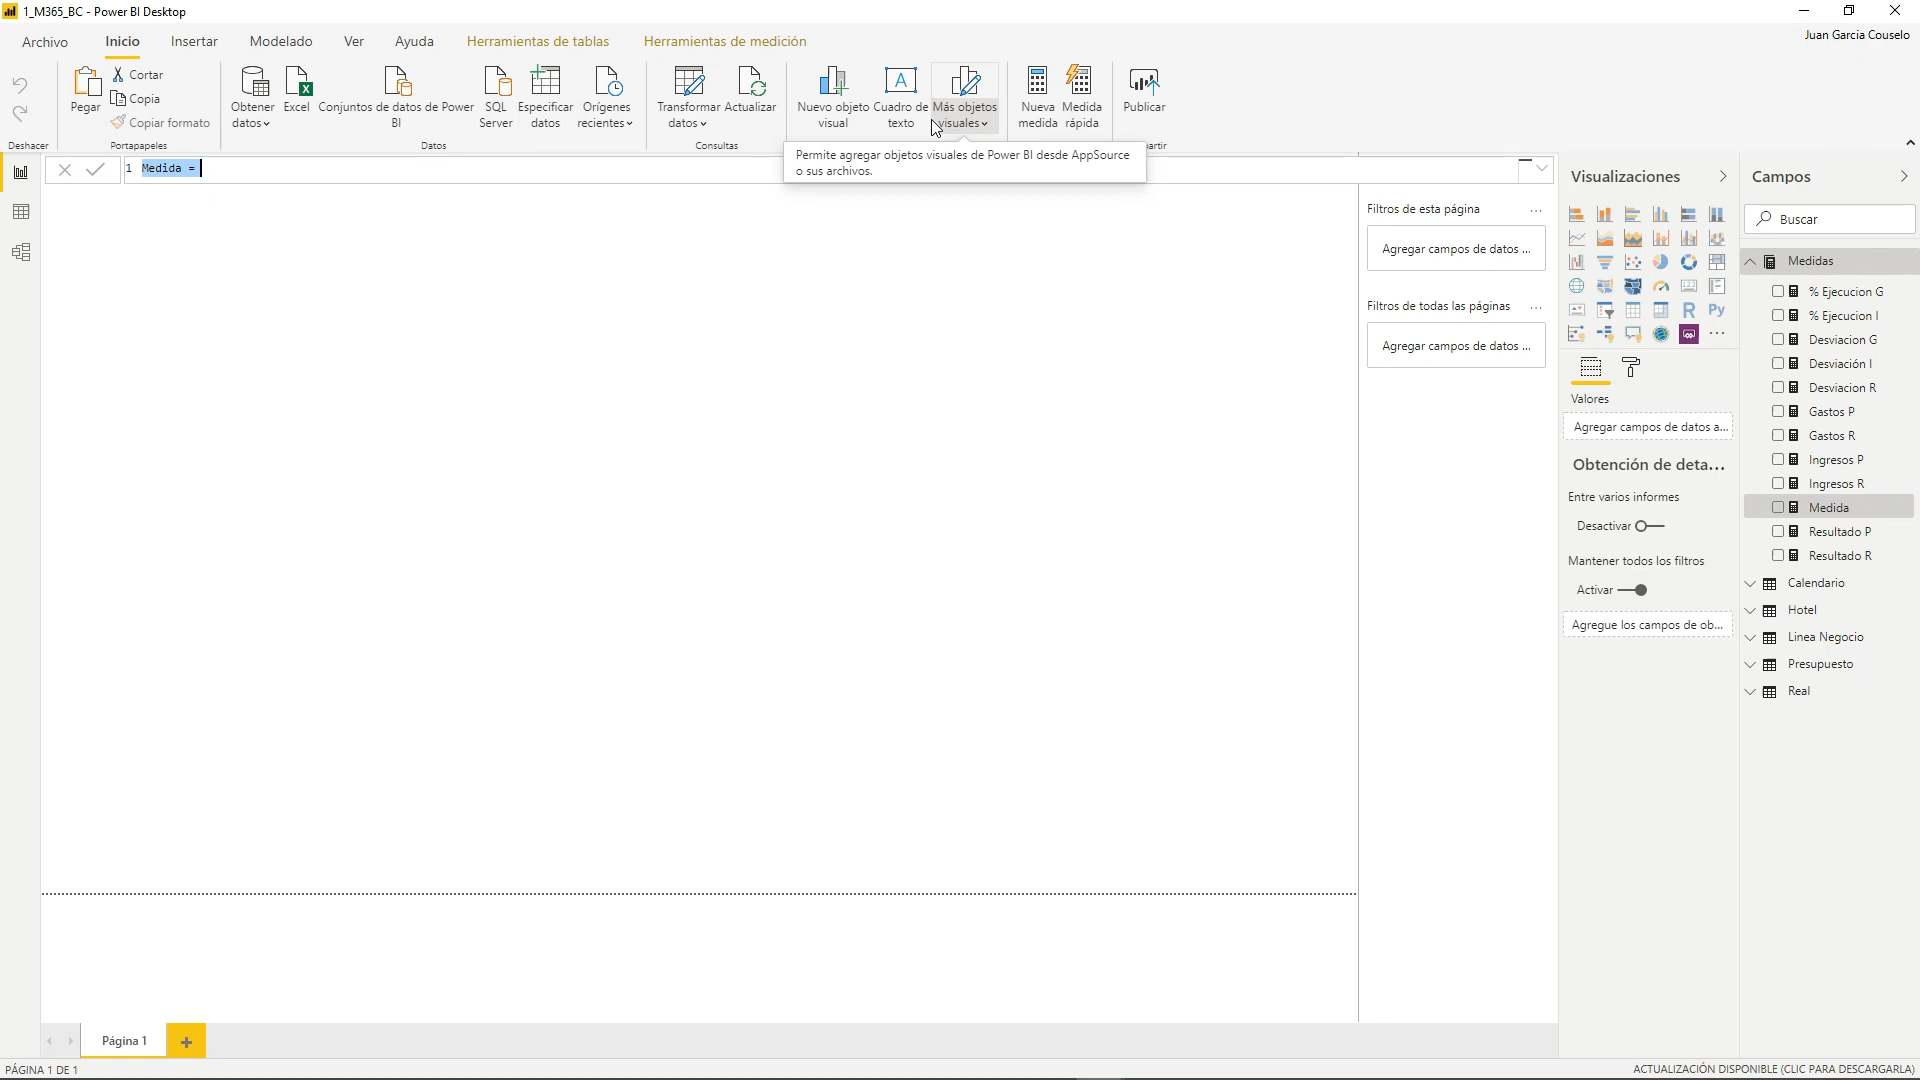 1_M365_BC - Power BI Desktop
Juan Garcia Couselo
Archivo
Inicio
Insertar
Modelado
Ver
Ayuda
Herramientas de tablas
Herramientas de medición
Pegar
Cortar
Copia
Copiar formato
Obtener
datos
Excel
Conjuntos de datos de Power
BI
SQL
Server
Especificar
datos
Orígenes
recientes
Transformar
datos
Actualizar
Nuevo objeto
visual
Cuadro de
texto
Más objetos
visuales
Nueva
medida
Medida
rápida
Publicar
Deshacer
Portapapeles
Datos
Consultas
artir
Permite agregar objetos visuales de Power BI desde AppSource
o sus archivos.
1 Medida =
Filtros de esta página
...
Agregar campos de datos ...
Filtros de todas las páginas
...
Agregar campos de datos ...
Visualizaciones
R
Py
...
Valores
Agregar campos de datos a...
Obtención de deta...
Entre varios informes
Desactivar
Mantener todos los filtros
Activar
Agregue los campos de ob...
Campos
Buscar
Medidas
% Ejecucion G
% Ejecucion I
Desviacion G
Desviación I
Desviacion R
Gastos P
Gastos R
Ingresos P
Ingresos R
Medida
Resultado P
Resultado R
Calendario
Hotel
Linea Negocio
Presupuesto
Real
Página 1
PÁGINA 1 DE 1
ACTUALIZACIÓN DISPONIBLE (CLIC PARA DESCARGARLA)